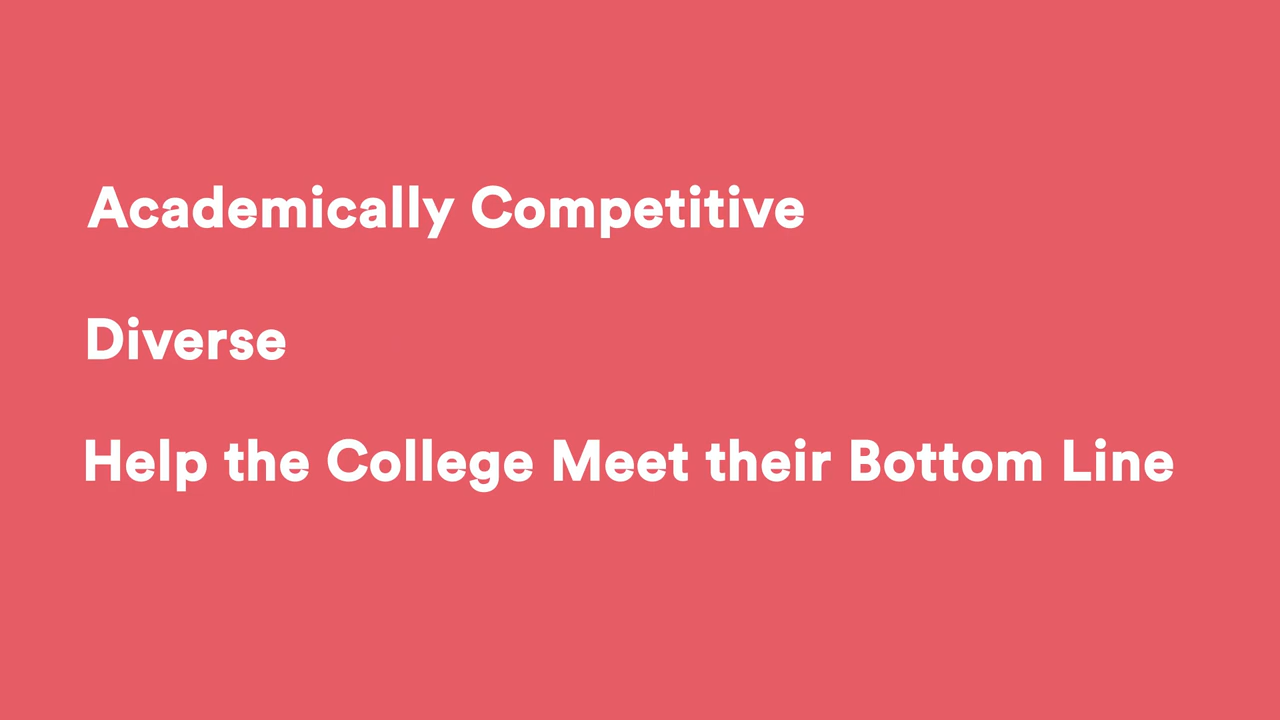 Academically Competitive
Diverse
Help the College Meet their Bottom Line